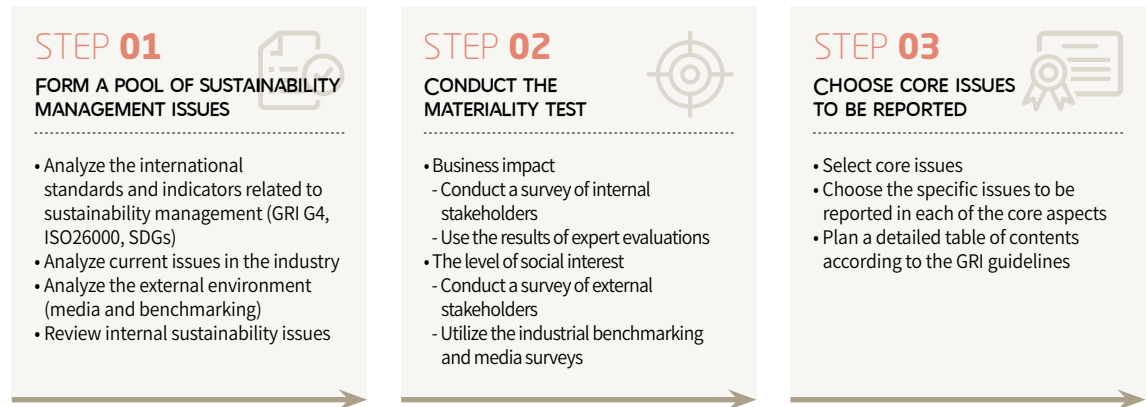 STEP 01
FORM A POOL OF SUSTAINABILITY
MANAGEMENT ISSUES
• Analyze the international
standards and indicators related to
sustainability management (GRI G4,
ISO26000, SDGs)
• Analyze current issues in the industry
• Analyze the external environment
(media and benchmarking)
• Review internal sustainability issues
STEP 02
CONDUCT THE
MATERIALITY TEST
• Business impact
- Conduct a survey of internal
stakeholders
- Use the results of expert evaluations
• The level of social interest
- Conduct a survey of external
stakeholders
- Utilize the industrial benchmarking
and media surveys
STEP 03
CHOOSE CORE ISSUES
TO BE REPORTED
• Select core issues
• Choose the specific issues to be
reported in each of the core aspects
• Plan a detailed table of contents
according to the GRI guidelines